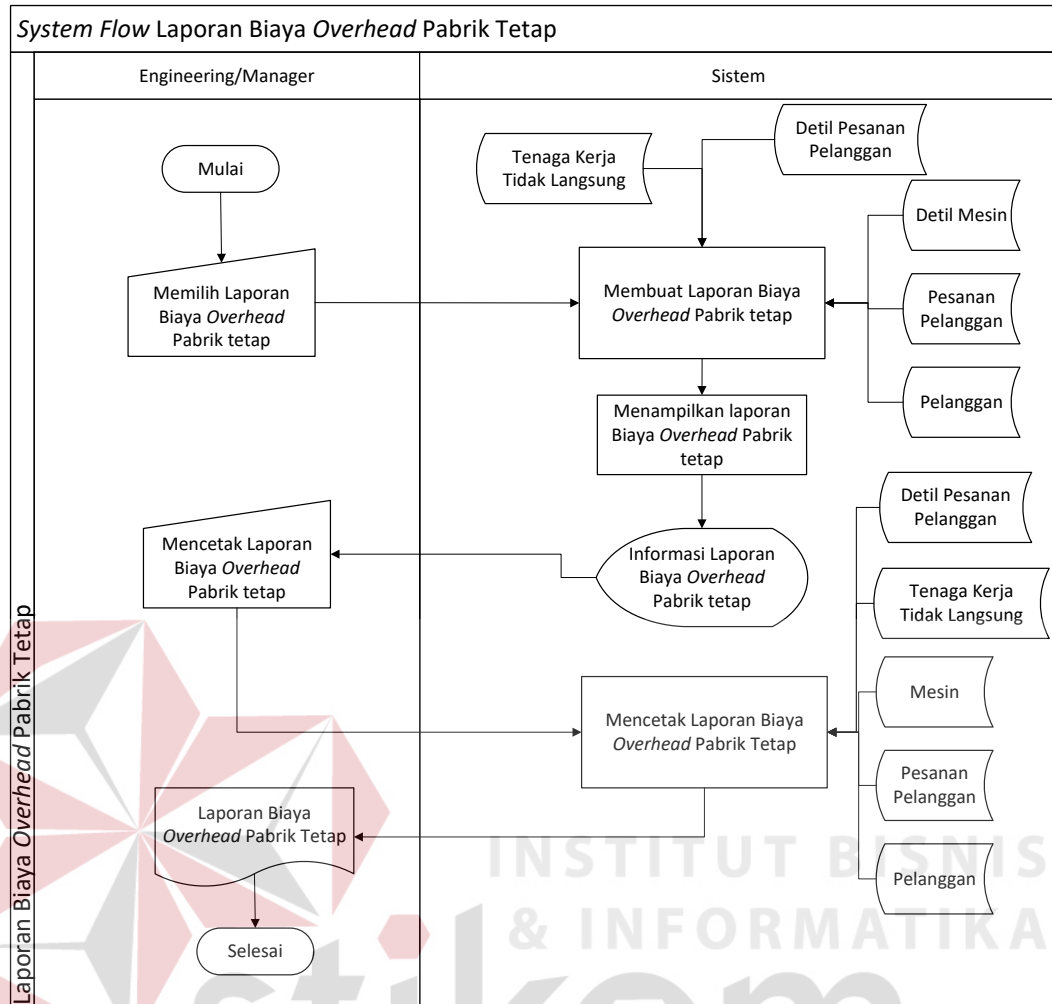 System Flow Laporan Biaya Overhead Pabrik Tetap
Engineering/Manager
Sistem
Laporan Biaya Overhead Pabrik Tetap
Mulai
Tenaga Kerja
Tidak Langsung
Detil Pesanan
Pelanggan
Detil Mesin
Memilih Laporan
Biaya Overhead
Pabrik tetap
Membuat Laporan Biaya
Overhead Pabrik tetap
Pesanan
Pelanggan
Pelanggan
Menampilkan laporan
Biaya Overhead Pabrik
tetap
Detil Pesanan
Pelanggan
Mencetak Laporan
Biaya Overhead
Pabrik tetap
Informasi Laporan
Biaya Overhead
Pabrik tetap
Tenaga Kerja
Tidak Langsung
Mesin
Mencetak Laporan Biaya
Overhead Pabrik Tetap
Pesanan
Pelanggan
Laporan Biaya
Overhead Pabrik Tetap
Pelanggan
Selesai
INSTITUT BISNIS
& INFORMATIKA
stikom